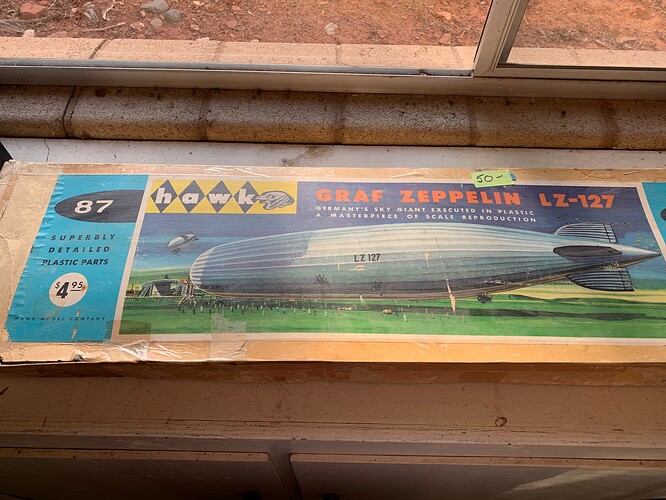 50-
87
SUPERBLY
DETAILED
PLASTIC PARTS
$4.95
HAWK MODEL COMPANY
hawk
GRAF ZEPPELIN LZ-127
GERMANY'S SKY GIANT EXECUTED IN PLASTIC
A MASTERPIECE OF SCALE REPRODUCTION
LZ 127